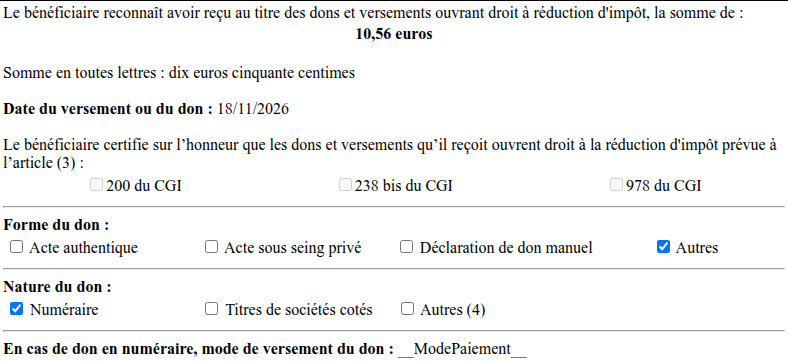 Le bénéficiaire reconnaît avoir reçu au titre des dons et versements ouvrant droit à réduction d'impôt, la somme de :
10,56 euros
Somme en toutes lettres : dix euros cinquante centimes
Date du versement ou du don : 18/11/2026
Le bénéficiaire certifie sur l’honneur que les dons et versements qu’il reçoit ouvrent droit à la réduction d'impôt prévue à
l’article (3) :
200 du CGI 238 bis du CGI 978 du CGI
Forme du don :
Acte authentique Acte sous seing privé Déclaration de don manuel Autres
Nature du don :
Numéraire Titres de sociétés cotés Autres (4)
En cas de don en numéraire, mode de versement du don : __ModePaiement__